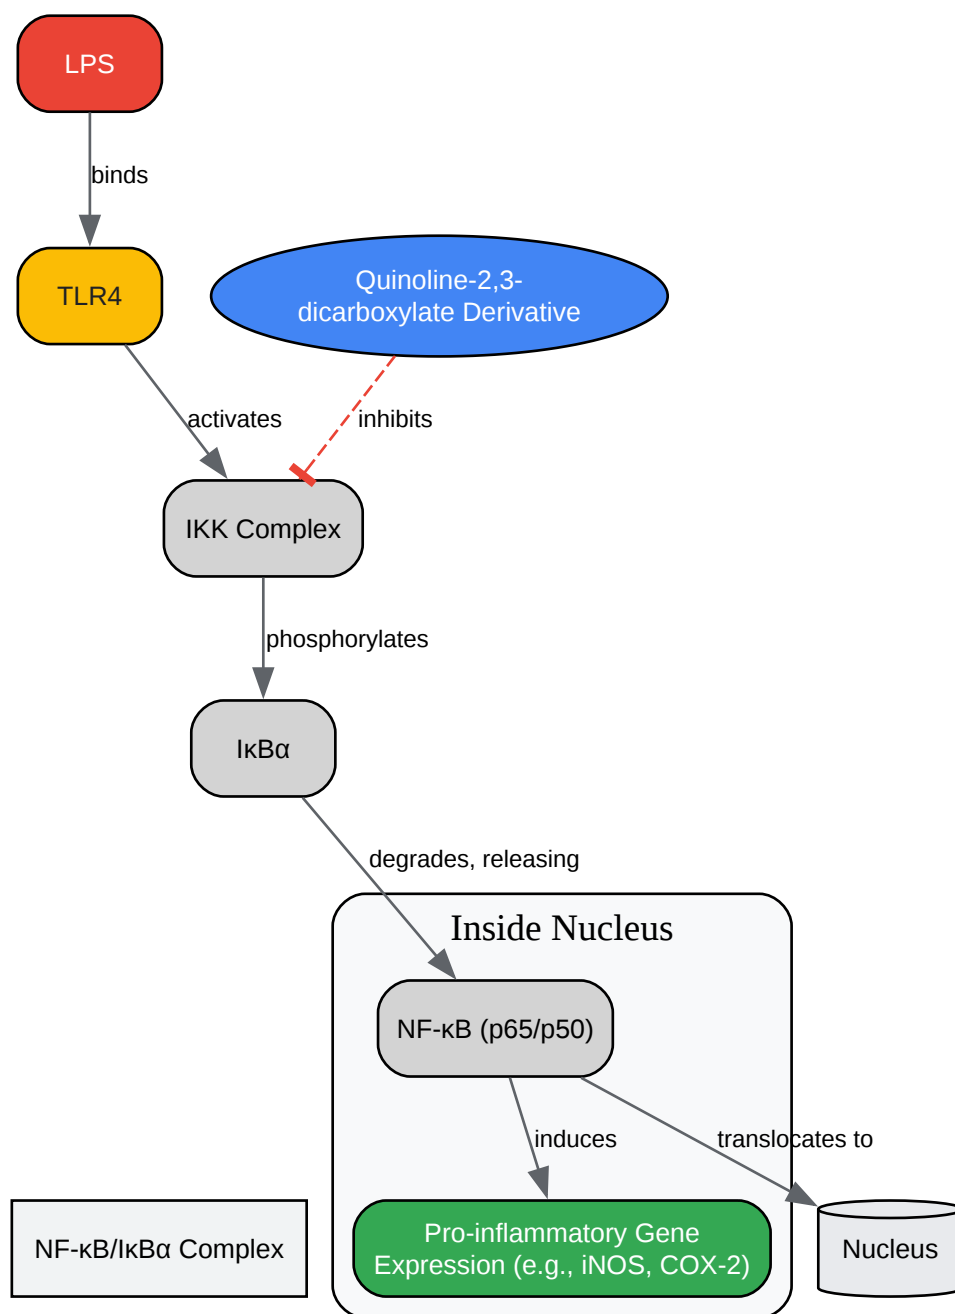 LPS
binds
TLR4
Quinoline-2,3-
dicarboxylate Derivative
activates
inhibits
IKK Complex
phosphorylates
IκBα
degrades, releasing
Inside Nucleus
NF-κB (p65/p50)
induces
translocates to
NF-κB/IκBα Complex
Pro-inflammatory Gene
Expression (e.g., iNOS, COX-2)
Nucleus